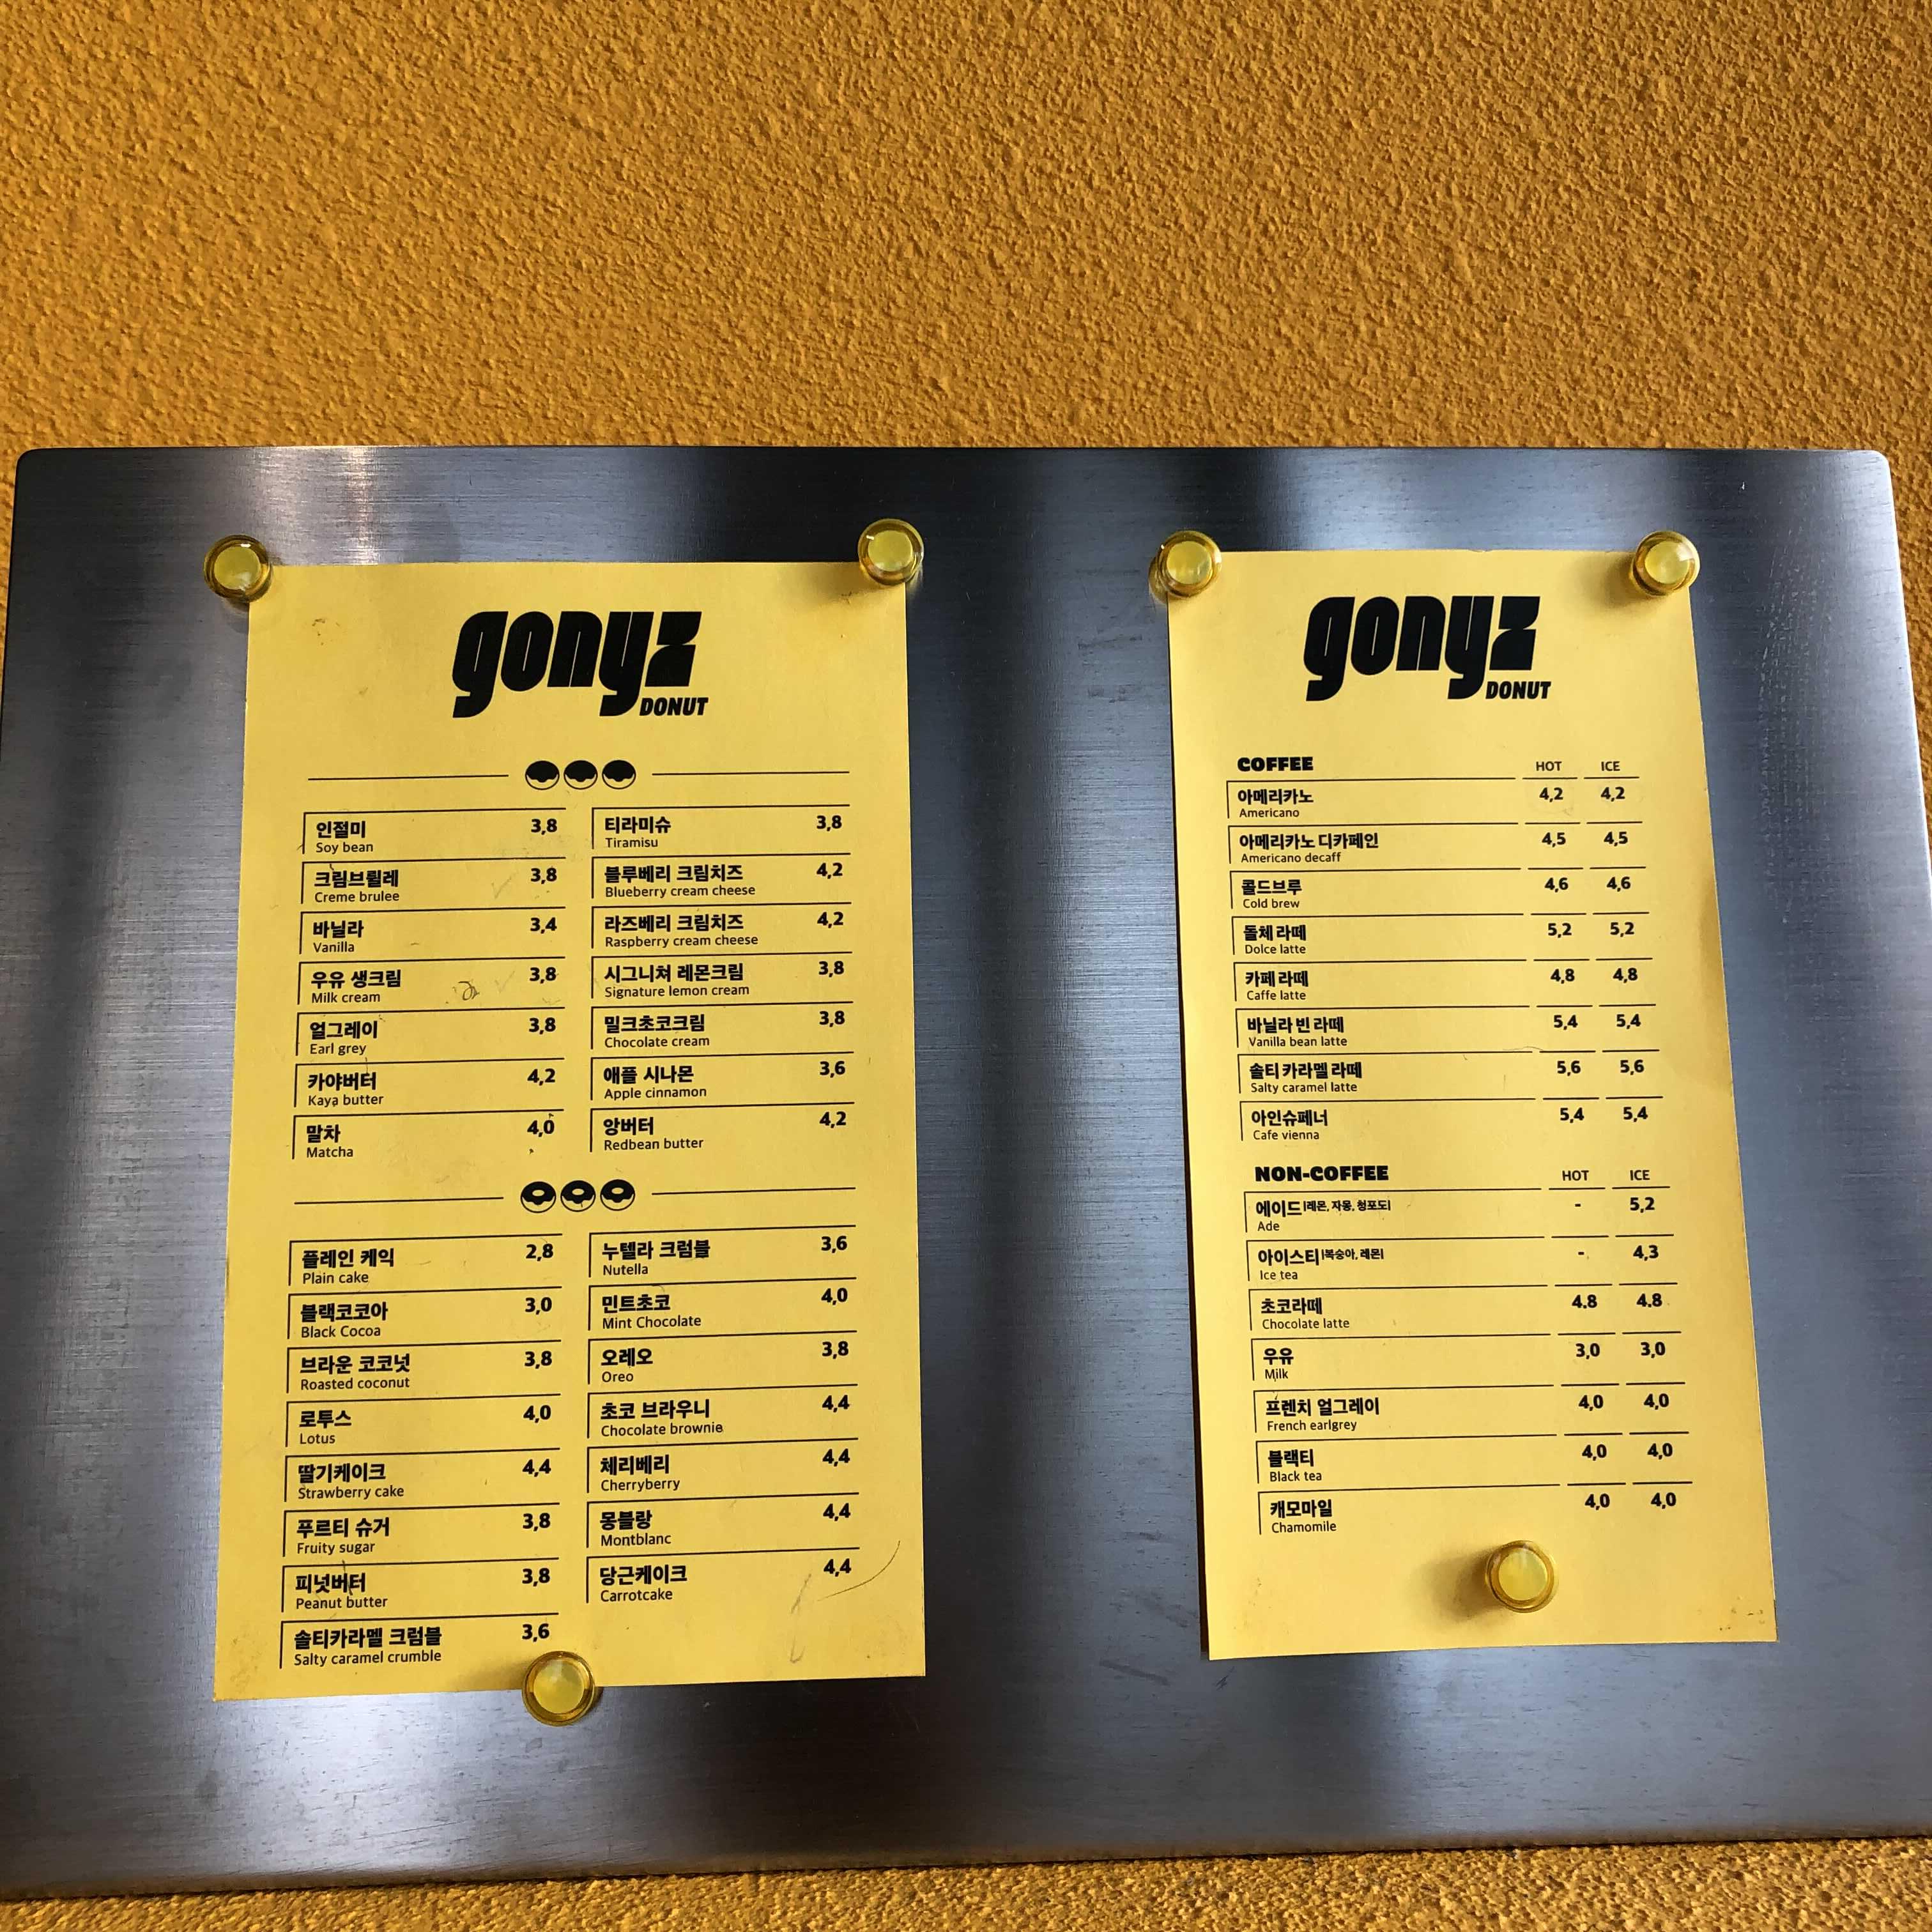 gonyz
DONUT
인절미 3,8
Soy bean
크림브륄레 3,8
Creme brulee
바닐라 3,4
Vanilla
우유 생크림 3,8
Milk cream
얼그레이 3,8
Earl grey
카야버터 4,2
Kaya butter
말차 4,0
Matcha
티라미슈 3,8
Tiramisu
블루베리 크림치즈 4,2
Blueberry cream cheese
라즈베리 크림치즈 4,2
Raspberry cream cheese
시그니쳐 레몬크림 3,8
Signature lemon cream
밀크초코크림 3,8
Chocolate cream
애플 시나몬 3,6
Apple cinnamon
앙버터 4,2
Redbean butter
플레인 케익 2,8
Plain cake
블랙코코아 3,0
Black Cocoa
브라운 코코넛 3,8
Roasted coconut
로투스 4,0
Lotus
딸기케이크 4,4
Strawberry cake
푸르티 슈거 3,8
Fruity sugar
피넛버터 3,8
Peanut butter
솔티카라멜 크럼블 3,6
Salty caramel crumble
누텔라 크럼블 3,6
Nutella
민트초코 4,0
Mint Chocolate
오레오 3,8
Oreo
초코 브라우니 4,4
Chocolate brownie
체리베리 4,4
Cherryberry
몽블랑 4,4
Montblanc
당근케이크 4,4
Carrotcake
gonyz
DONUT
COFFEE HOT ICE
아메리카노 4,2 4,2
Americano
아메리카노 디카페인 4,5 4,5
Americano decaff
콜드브루 4,6 4,6
Cold brew
돌체 라떼 5,2 5,2
Dolce latte
카페 라떼 4,8 4,8
Caffe latte
바닐라 빈 라떼 5,4 5,4
Vanilla bean latte
솔티 카라멜 라떼 5,6 5,6
Salty caramel latte
아인슈페너 5,4 5,4
Cafe vienna
NON-COFFEE HOT ICE
에이드|레몬, 자몽, 청포도| - 5,2
Ade
아이스티|복숭아, 레몬| - 4,3
Ice tea
초코라떼 4.8 4.8
Chocolate latte
우유 3,0 3,0
Milk
프렌치 얼그레이 4,0 4,0
French earlgrey
블랙티 4,0 4,0
Black tea
캐모마일 4,0 4,0
Chamomile